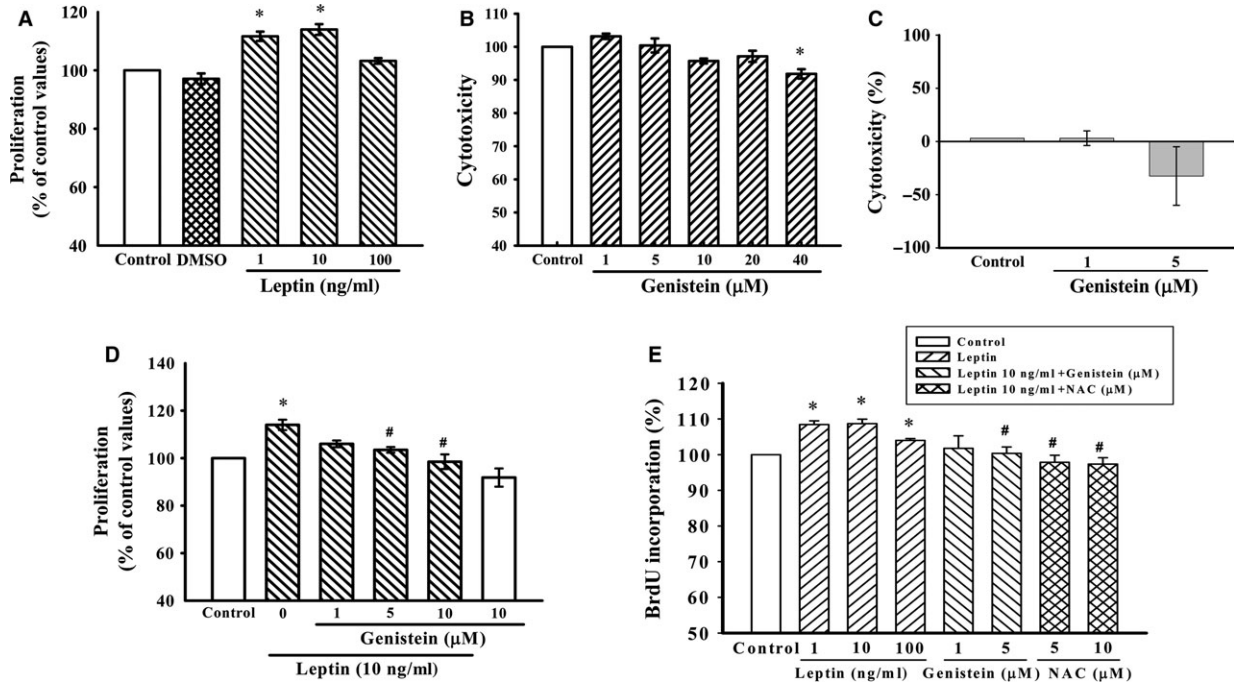 A
Proliferation
(% of control values)
120
100
80
60
40
*
*
Control DMSO 1 10 100
Leptin (ng/ml)
B
Cytotoxicity
110
100
90
80
70
60
50
40
*
Control 1 5 10 20 40
Genistein (μM)
C
Cytotoxicity (%)
100
50
0
−50
−100
Control 1 5
Genistein (μM)
D
Proliferation
(% of control values)
140
120
100
80
60
40
*
#
#
Control 0 1 5 10 10
Genistein (μM)
Leptin (10 ng/ml)
E
Control
Leptin
Leptin 10 ng/ml+Genistein (μM)
Leptin 10 ng/ml+NAC (μM)
BrdU incorporation (%)
120
110
100
90
80
70
60
50
*
*
*
#
#
#
Control 1 10 100 1 5 5 10
Leptin (ng/ml) Genistein (μM) NAC (μM)